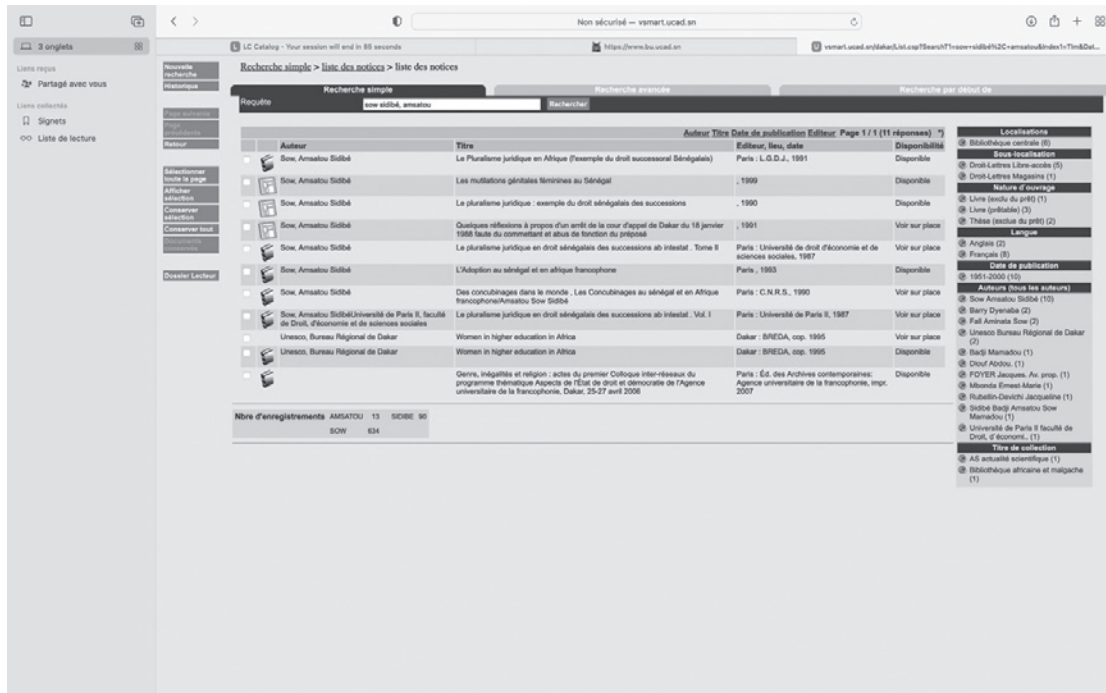 Non sécurisé — vsmart.ucad.sn
3 onglets
LC Catalog - Your session will end in 85 seconds
https://www.bu.ucad.sn
vsmart.ucad.sn/dakar/List.csp?SearchT1=sow+sidibé%2C+amsatou&Index1=Tim&Dat...
Liens reçus
Partagé avec vous
Liens collectés
Signets
Liste de lecture
Nouvelle recherche
Historique
Page suivante
Page précédente
Retour
Sélectionner toute la page
Afficher sélection
Conserver sélection
Conserver tout
Documents
Dossier Lecteur
Recherche simple > liste des notices > liste des notices
Recherche simple
Recherche avancée
Recherche par début de
Requête
sow sidibé, amsatou
Rechercher
Auteur Titre Date de publication Editeur Page 1 / 1 (11 réponses) *)
Auteur Titre Editeur, lieu, date Disponibilité
Sow, Amsatou Sidibé Le Pluralisme juridique en Afrique (l'exemple du droit successoral Sénégalais) Paris : L.G.D.J., 1991 Disponible
Sow, Amsatou Sidibé Les mutilations génitales féminines au Sénégal , 1999 Disponible
Sow, Amsatou Sidibé Le pluralisme juridique : exemple du droit sénégalais des successions , 1990 Disponible
Sow, Amsatou Sidibé Quelques réflexions à propos d'un arrêt de la cour d'appel de Dakar du 18 janvier , 1991 Voir sur place
1988 faute du commettant et abus de fonction du préposé
Sow, Amsatou Sidibé Le pluralisme juridique en droit sénégalais des successions ab intestat . Tome II Paris : Université de droit d'économie et de Voir sur place
sciences sociales, 1987
Sow, Amsatou Sidibé L'Adoption au sénégal et en afrique francophone Paris , 1993 Disponible
Sow, Amsatou Sidibé Des concubinages dans le monde , Les Concubinages au sénégal et en Afrique Paris : C.N.R.S., 1990 Voir sur place
francophone/Amsatou Sow Sidibé
Sow, Amsatou SidibéUniversité de Paris II, faculté Le pluralisme juridique en droit sénégalais des successions ab intestat . Vol. I Paris : Université de Paris II, 1987 Voir sur place
de Droit, d'économie et de sciences sociales
Unesco, Bureau Régional de Dakar Women in higher education in Africa Dakar : BREDA, cop. 1995 Voir sur place
Unesco, Bureau Régional de Dakar Women in higher education in Africa Dakar : BREDA, cop. 1995 Disponible
Genre, inégalités et religion : actes du premier Colloque inter-réseaux du Paris : Éd. des Archives contemporaines: Disponible
programme thématique Aspects de l'État de droit et démocratie de l'Agence Agence universitaire de la francophonie, impr.
universitaire de la francophonie, Dakar, 25-27 avril 2006 2007
Nbre d'enregistrements AMSATOU 13 SIDIBE 90
SOW 634
Localisations
Bibliothèque centrale (8)
Sous-localisation
Droit-Lettres Libre-accès (5)
Droit-Lettres Magasins (1)
Nature d'ouvrage
Livre (exclu du prêt) (1)
Livre (prêtable) (3)
Thèse (exclue du prêt) (2)
Langue
Anglais (2)
Français (8)
Date de publication
1951-2000 (10)
Auteurs (tous les auteurs)
Sow Amsatou Sidibé (10)
Barry Dyenaba (2)
Fall Aminata Sow (2)
Unesco Bureau Régional de Dakar
(2)
Badji Mamadou (1)
Diouf Abdou. (1)
FOYER Jacques. Av. prop. (1)
Mbonda Ernest-Marie (1)
Rubellin-Devichi Jacqueline (1)
Sidibé Badji Amsatou Sow
Mamadou (1)
Université de Paris II faculté de
Droit, d'économi.. (1)
Titre de collection
AS actualité scientifique (1)
Bibliothèque africaine et malgache
(1)